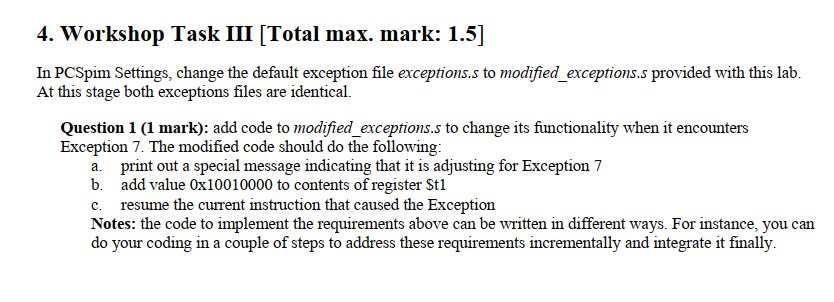 4. Workshop Task III [Total max. mark: 1.5]
In PCSpim Settings, change the default exception file exceptions.s to modified_exceptions.s provided with this lab.
At this stage both exceptions files are identical.
Question 1 (1 mark): add code to modified_exceptions.s to change its functionality when it encounters
Exception 7. The modified code should do the following:
a. print out a special message indicating that it is adjusting for Exception 7
b. add value 0x10010000 to contents of register $t1
c. resume the current instruction that caused the Exception
Notes: the code to implement the requirements above can be written in different ways. For instance, you can
do your coding in a couple of steps to address these requirements incrementally and integrate it finally.